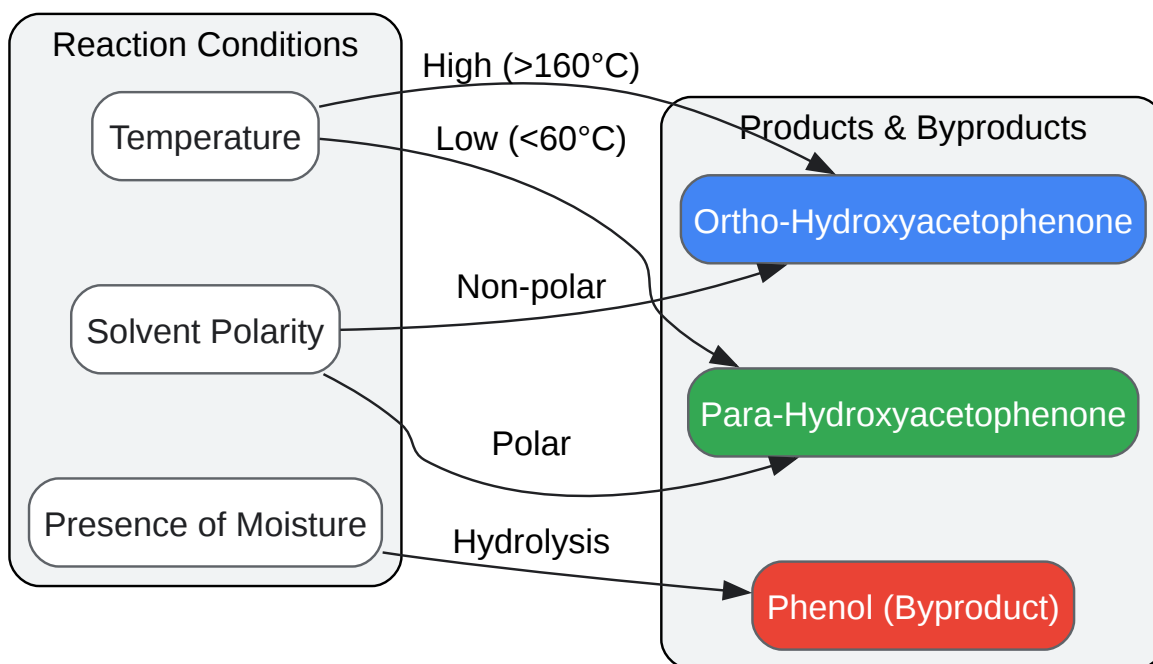 Reaction Conditions
Temperature
Solvent Polarity
Presence of Moisture
High (>160°C)
Low (<60°C)
Non-polar
Polar
Hydrolysis
Products & Byproducts
Ortho-Hydroxyacetophenone
Para-Hydroxyacetophenone
Phenol (Byproduct)